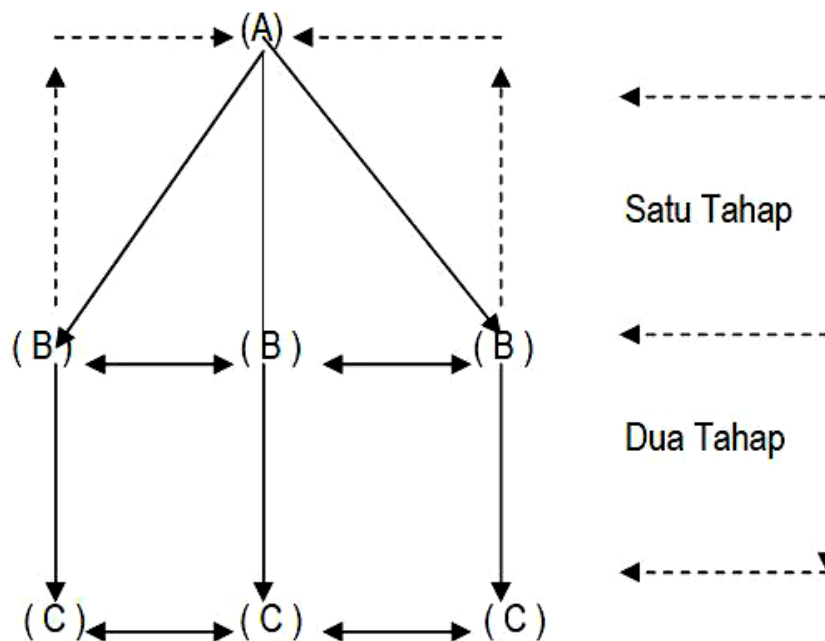 (A)
Satu Tahap
( B ) ( B ) ( B )
Dua Tahap
( C ) ( C ) ( C )